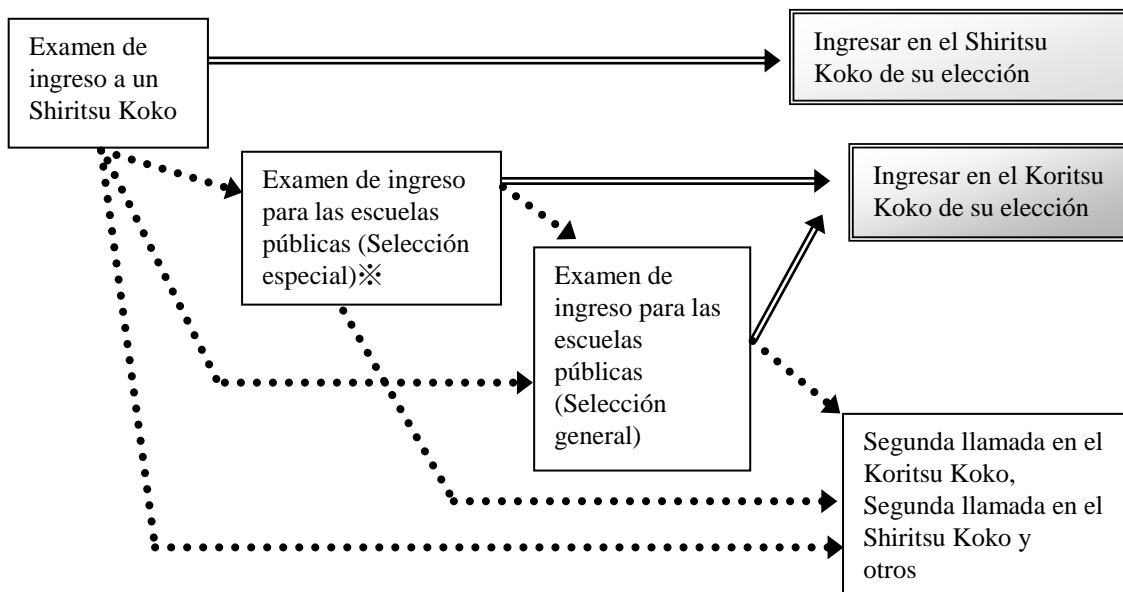 Examen de
ingreso a un
Shiritsu Koko
Ingresar en el Shiritsu
Koko de su elección
Examen de ingreso
para las escuelas
públicas (Selección
especial)※
Ingresar en el Koritsu
Koko de su elección
Examen de
ingreso para las
escuelas
públicas
(Selección
general)
Segunda llamada en el
Koritsu Koko,
Segunda llamada en el
Shiritsu Koko y
otros